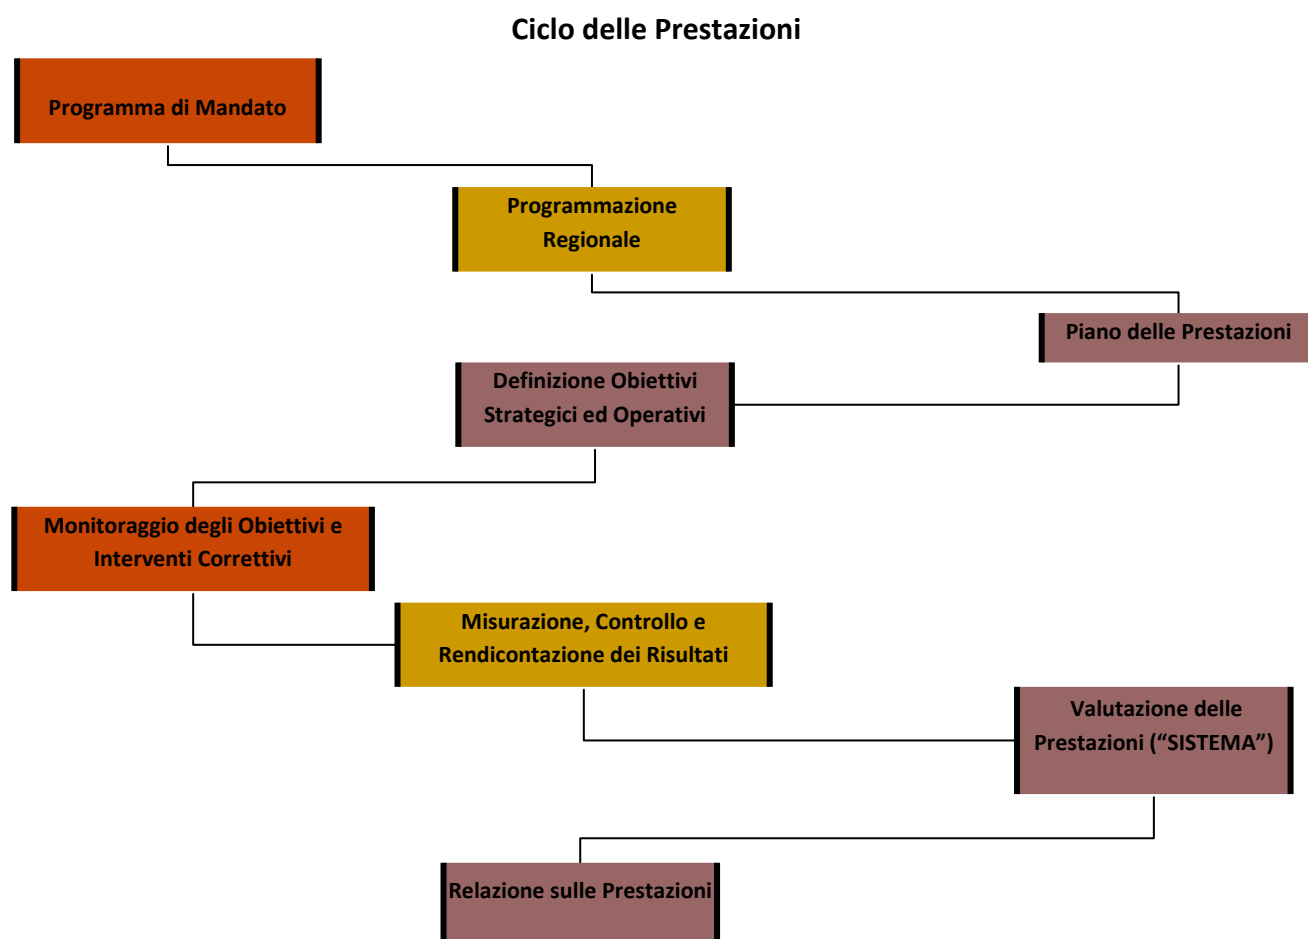 Ciclo delle Prestazioni
Programma di Mandato
Programmazione
Regionale
Piano delle Prestazioni
Definizione Obiettivi
Strategici ed Operativi
Monitoraggio degli Obiettivi e
Interventi Correttivi
Misurazione, Controllo e
Rendicontazione dei Risultati
Valutazione delle
Prestazioni (“SISTEMA”)
Relazione sulle Prestazioni